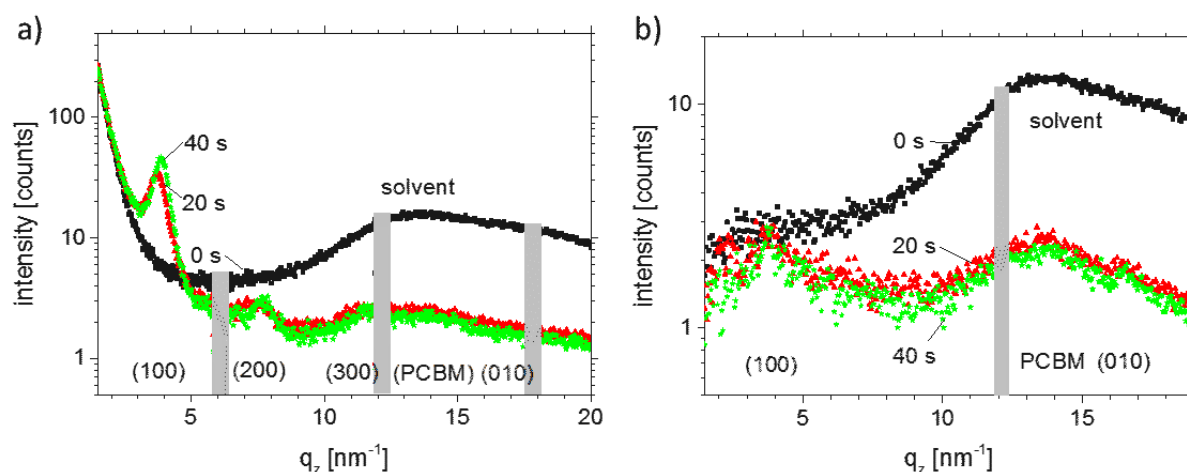 a)
intensity [counts]
100
10
1
40 s
20 s
0 s
solvent
(100)
(200)
(300)
(PCBM)
(010)
5
10
15
20
q_z [nm⁻¹]
b)
intensity [counts]
10
1
0 s
solvent
20 s
40 s
(100)
PCBM (010)
5
10
15
q_z [nm⁻¹]